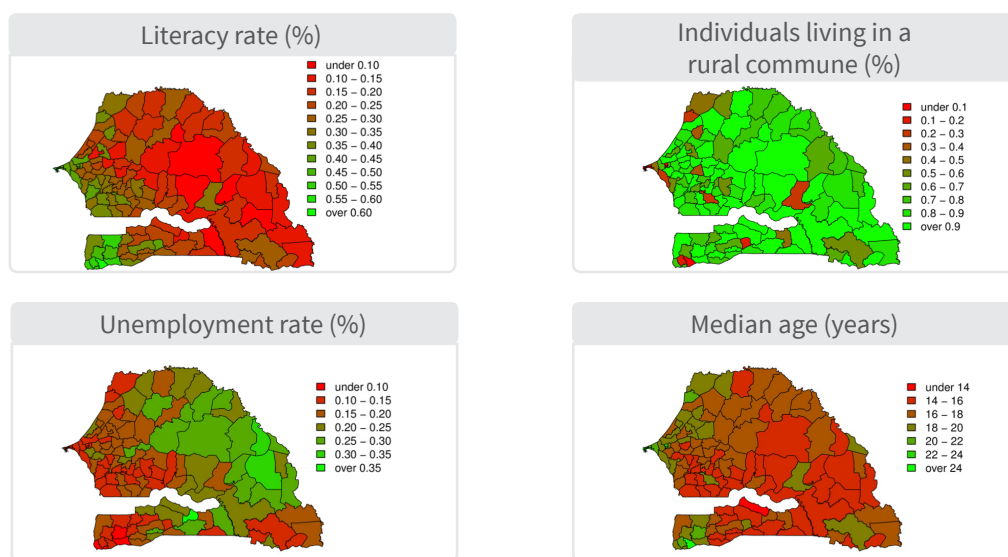 Literacy rate (%)
under 0.10
0.10 – 0.15
0.15 – 0.20
0.20 – 0.25
0.25 – 0.30
0.30 – 0.35
0.35 – 0.40
0.40 – 0.45
0.45 – 0.50
0.50 – 0.55
0.55 – 0.60
over 0.60
Individuals living in a
rural commune (%)
under 0.1
0.1 – 0.2
0.2 – 0.3
0.3 – 0.4
0.4 – 0.5
0.5 – 0.6
0.6 – 0.7
0.7 – 0.8
0.8 – 0.9
over 0.9
Unemployment rate (%)
under 0.10
0.10 – 0.15
0.15 – 0.20
0.20 – 0.25
0.25 – 0.30
0.30 – 0.35
over 0.35
Median age (years)
under 14
14 – 16
16 – 18
18 – 20
20 – 22
22 – 24
over 24